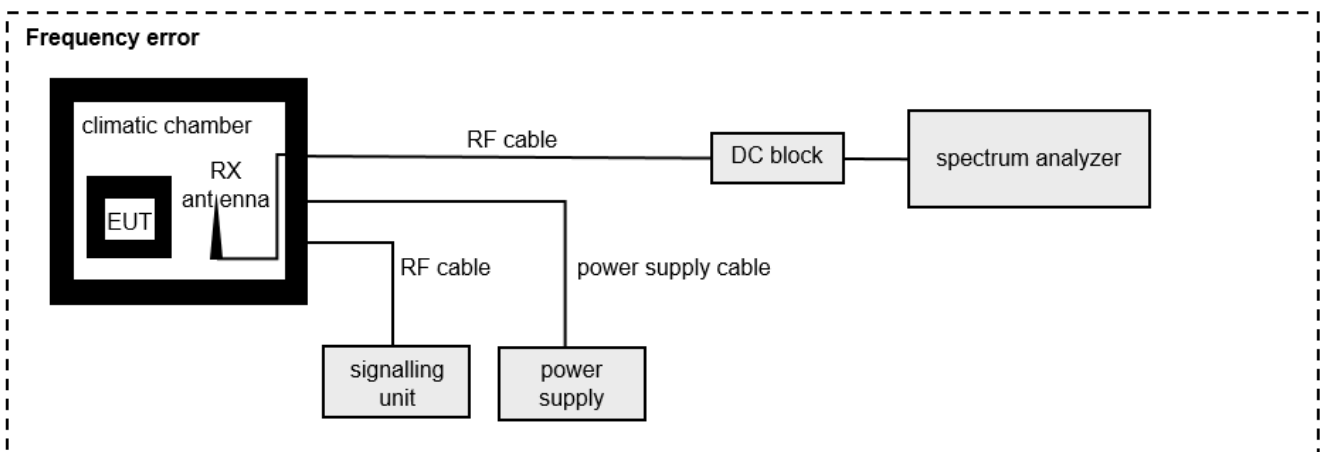 Frequency error
climatic chamber
RX
antenna
EUT
RF cable
DC block
spectrum analyzer
RF cable
power supply cable
signalling
unit
power
supply